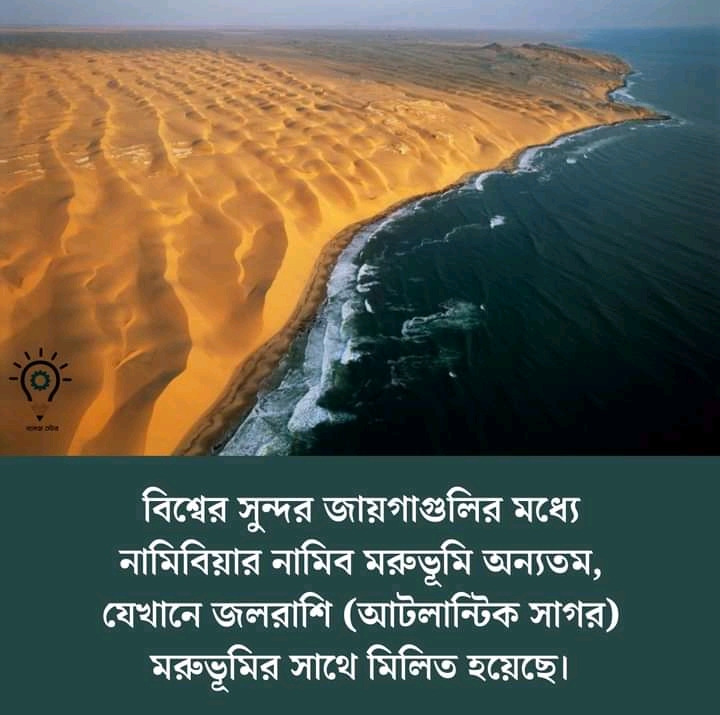 বিশ্বের সুন্দর জায়গাগুলির মধ্যে
নামিবিয়ার নামিব মরুভূমি অন্যতম,
যেখানে জলরাশি (আটলান্টিক সাগর)
মরুভূমির সাথে মিলিত হয়েছে।